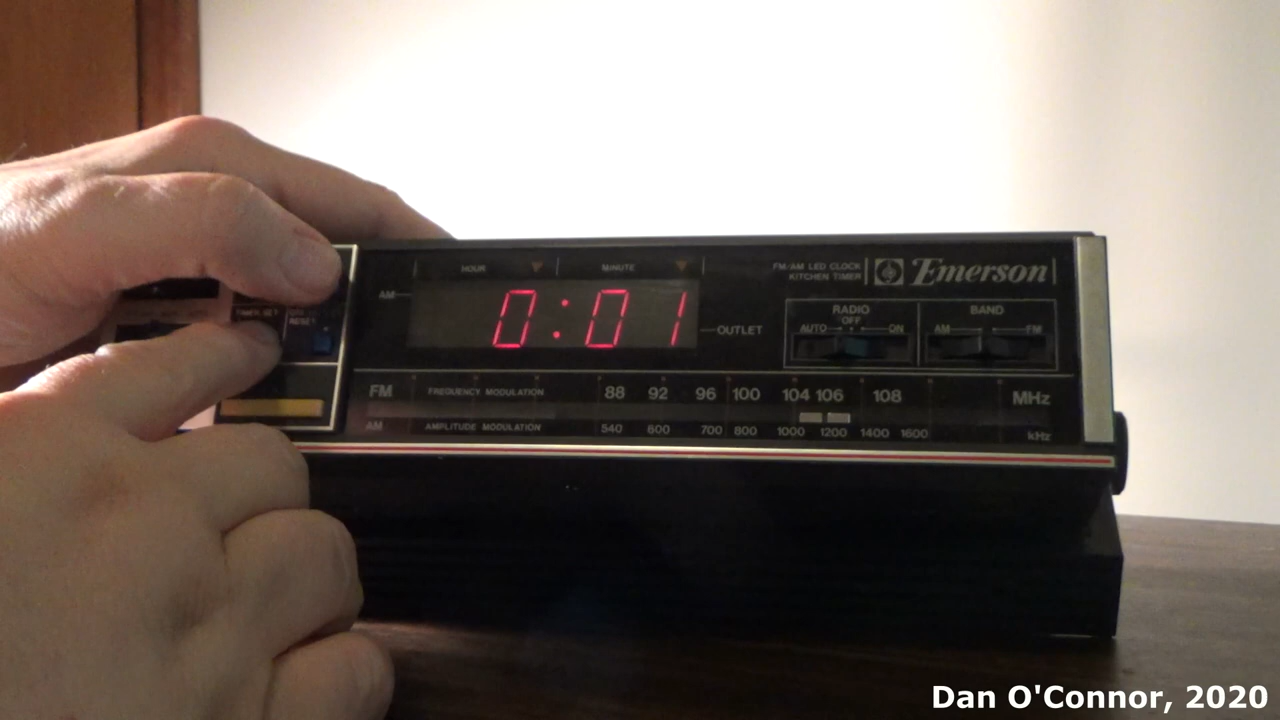 HOUR MINUTE
FM/AM LED CLOCK
KITCHEN TIMER
Emerson
AM
0:01
OUTLET
RADIO
OFF
AUTO ON
BAND
AM FM
TIMER SET
RESET
FM FREQUENCY MODULATION 88 92 96 100 104 106 108 MHz
AM AMPLITUDE MODULATION 540 600 700 800 1000 1200 1400 1600 kHz
Dan O'Connor, 2020